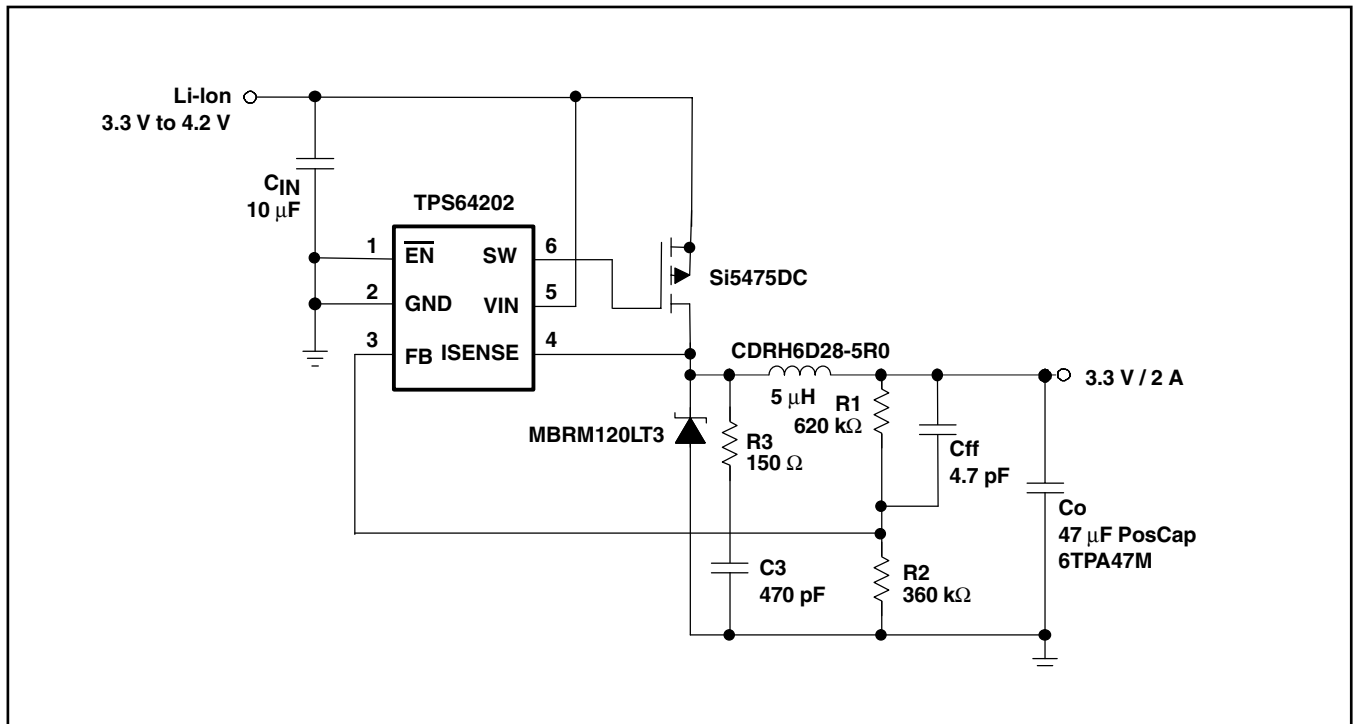 Li-Ion
3.3 V to 4.2 V
CIN
10 μF
TPS64202
1
EN
SW
6
2
GND
VIN
5
3
FB
ISENSE
4
Si5475DC
CDRH6D28-5R0
5 μH
3.3 V / 2 A
R1
620 kΩ
MBRM120LT3
R3
150 Ω
Cff
4.7 pF
Co
47 μF PosCap
6TPA47M
C3
470 pF
R2
360 kΩ